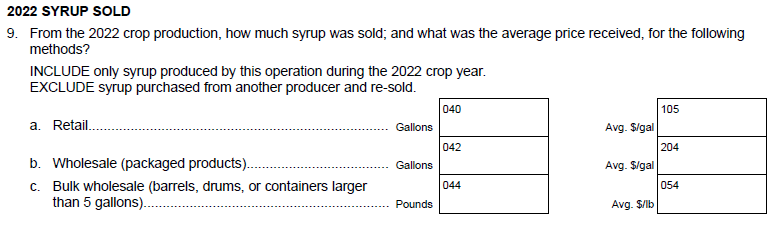 2022 SYRUP SOLD
9. From the 2022 crop production, how much syrup was sold; and what was the average price received, for the following
methods?
INCLUDE only syrup produced by this operation during the 2022 crop year.
EXCLUDE syrup purchased from another producer and re-sold.
a. Retail.......... Gallons 040 Avg. $/gal 105
b. Wholesale (packaged products).......... Gallons 042 Avg. $/gal 204
c. Bulk wholesale (barrels, drums, or containers larger
than 5 gallons).......... Pounds 044 Avg. $/lb 054